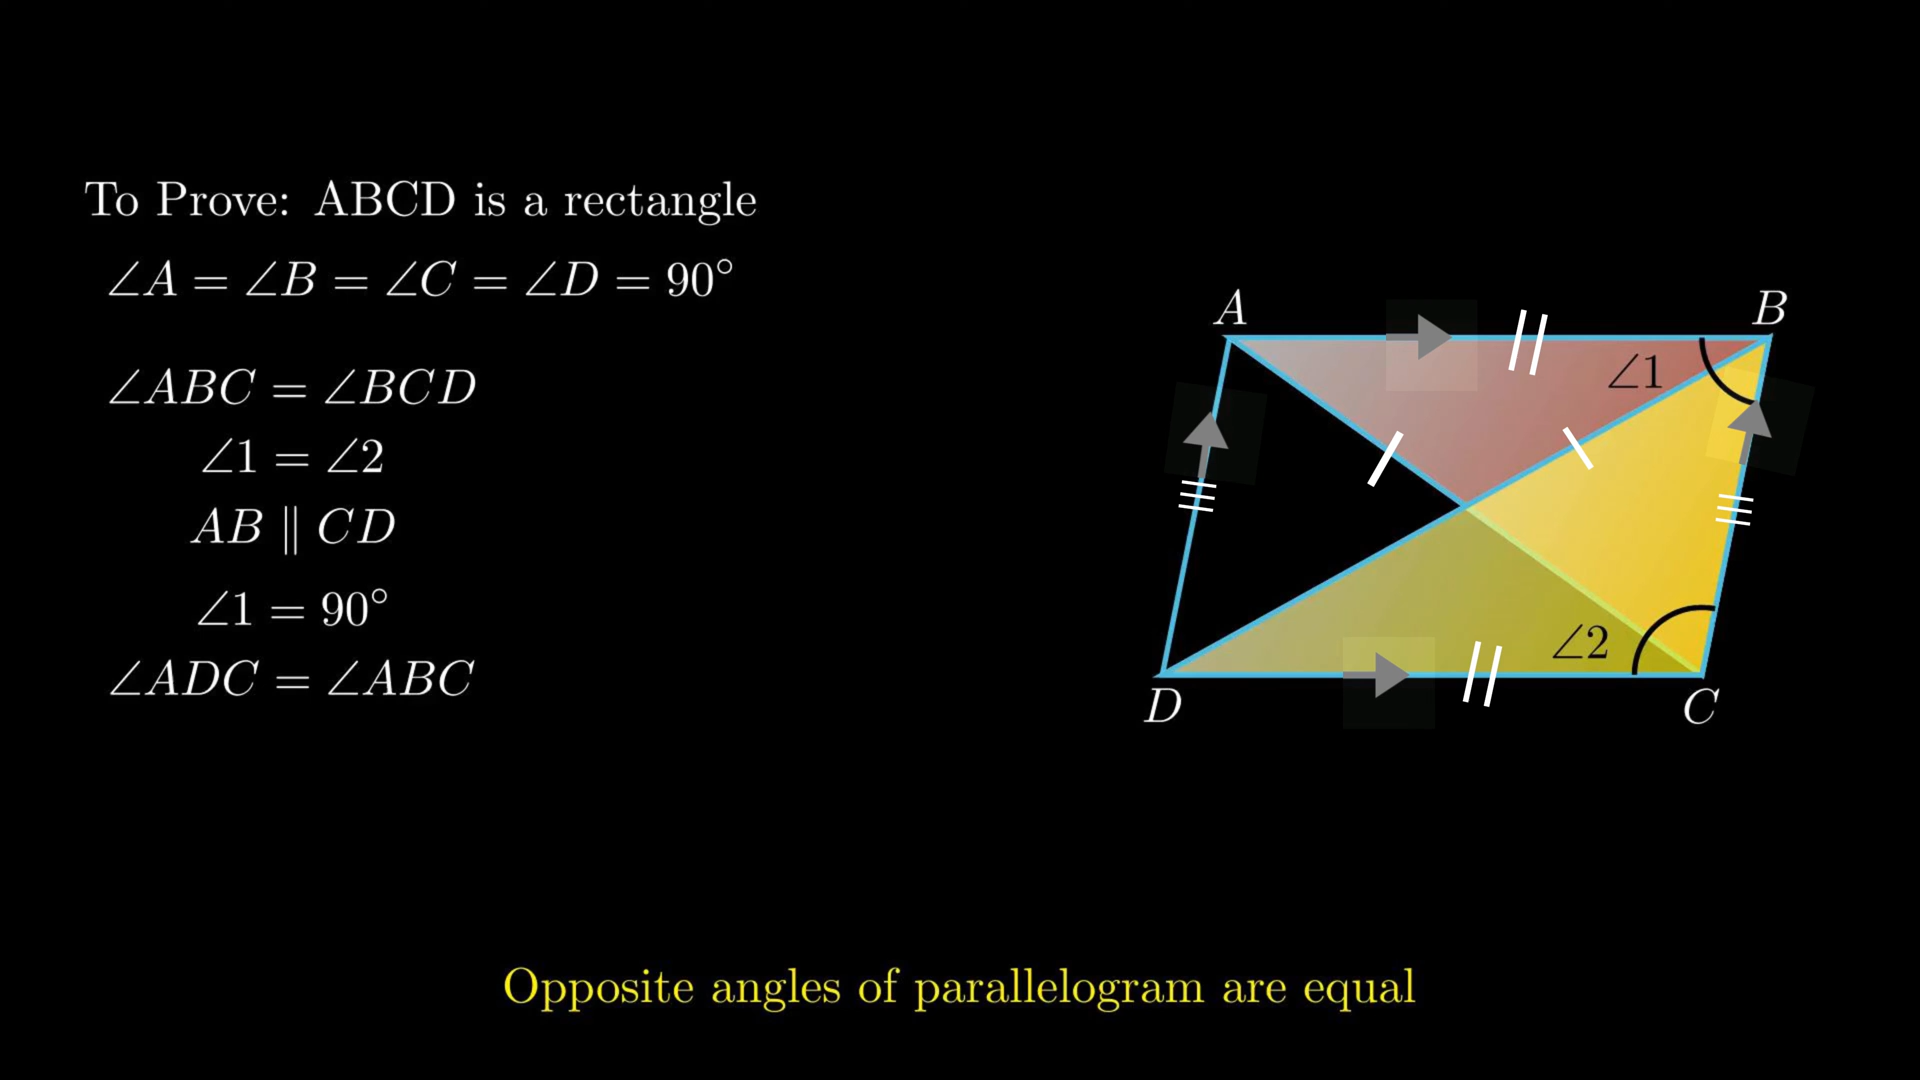 To Prove: ABCD is a rectangle
∠A = ∠B = ∠C = ∠D = 90°
∠ABC = ∠BCD
∠1 = ∠2
AB ∥ CD
∠1 = 90°
∠ADC = ∠ABC
A
B
∠1
∠2
D
C
Opposite angles of parallelogram are equal